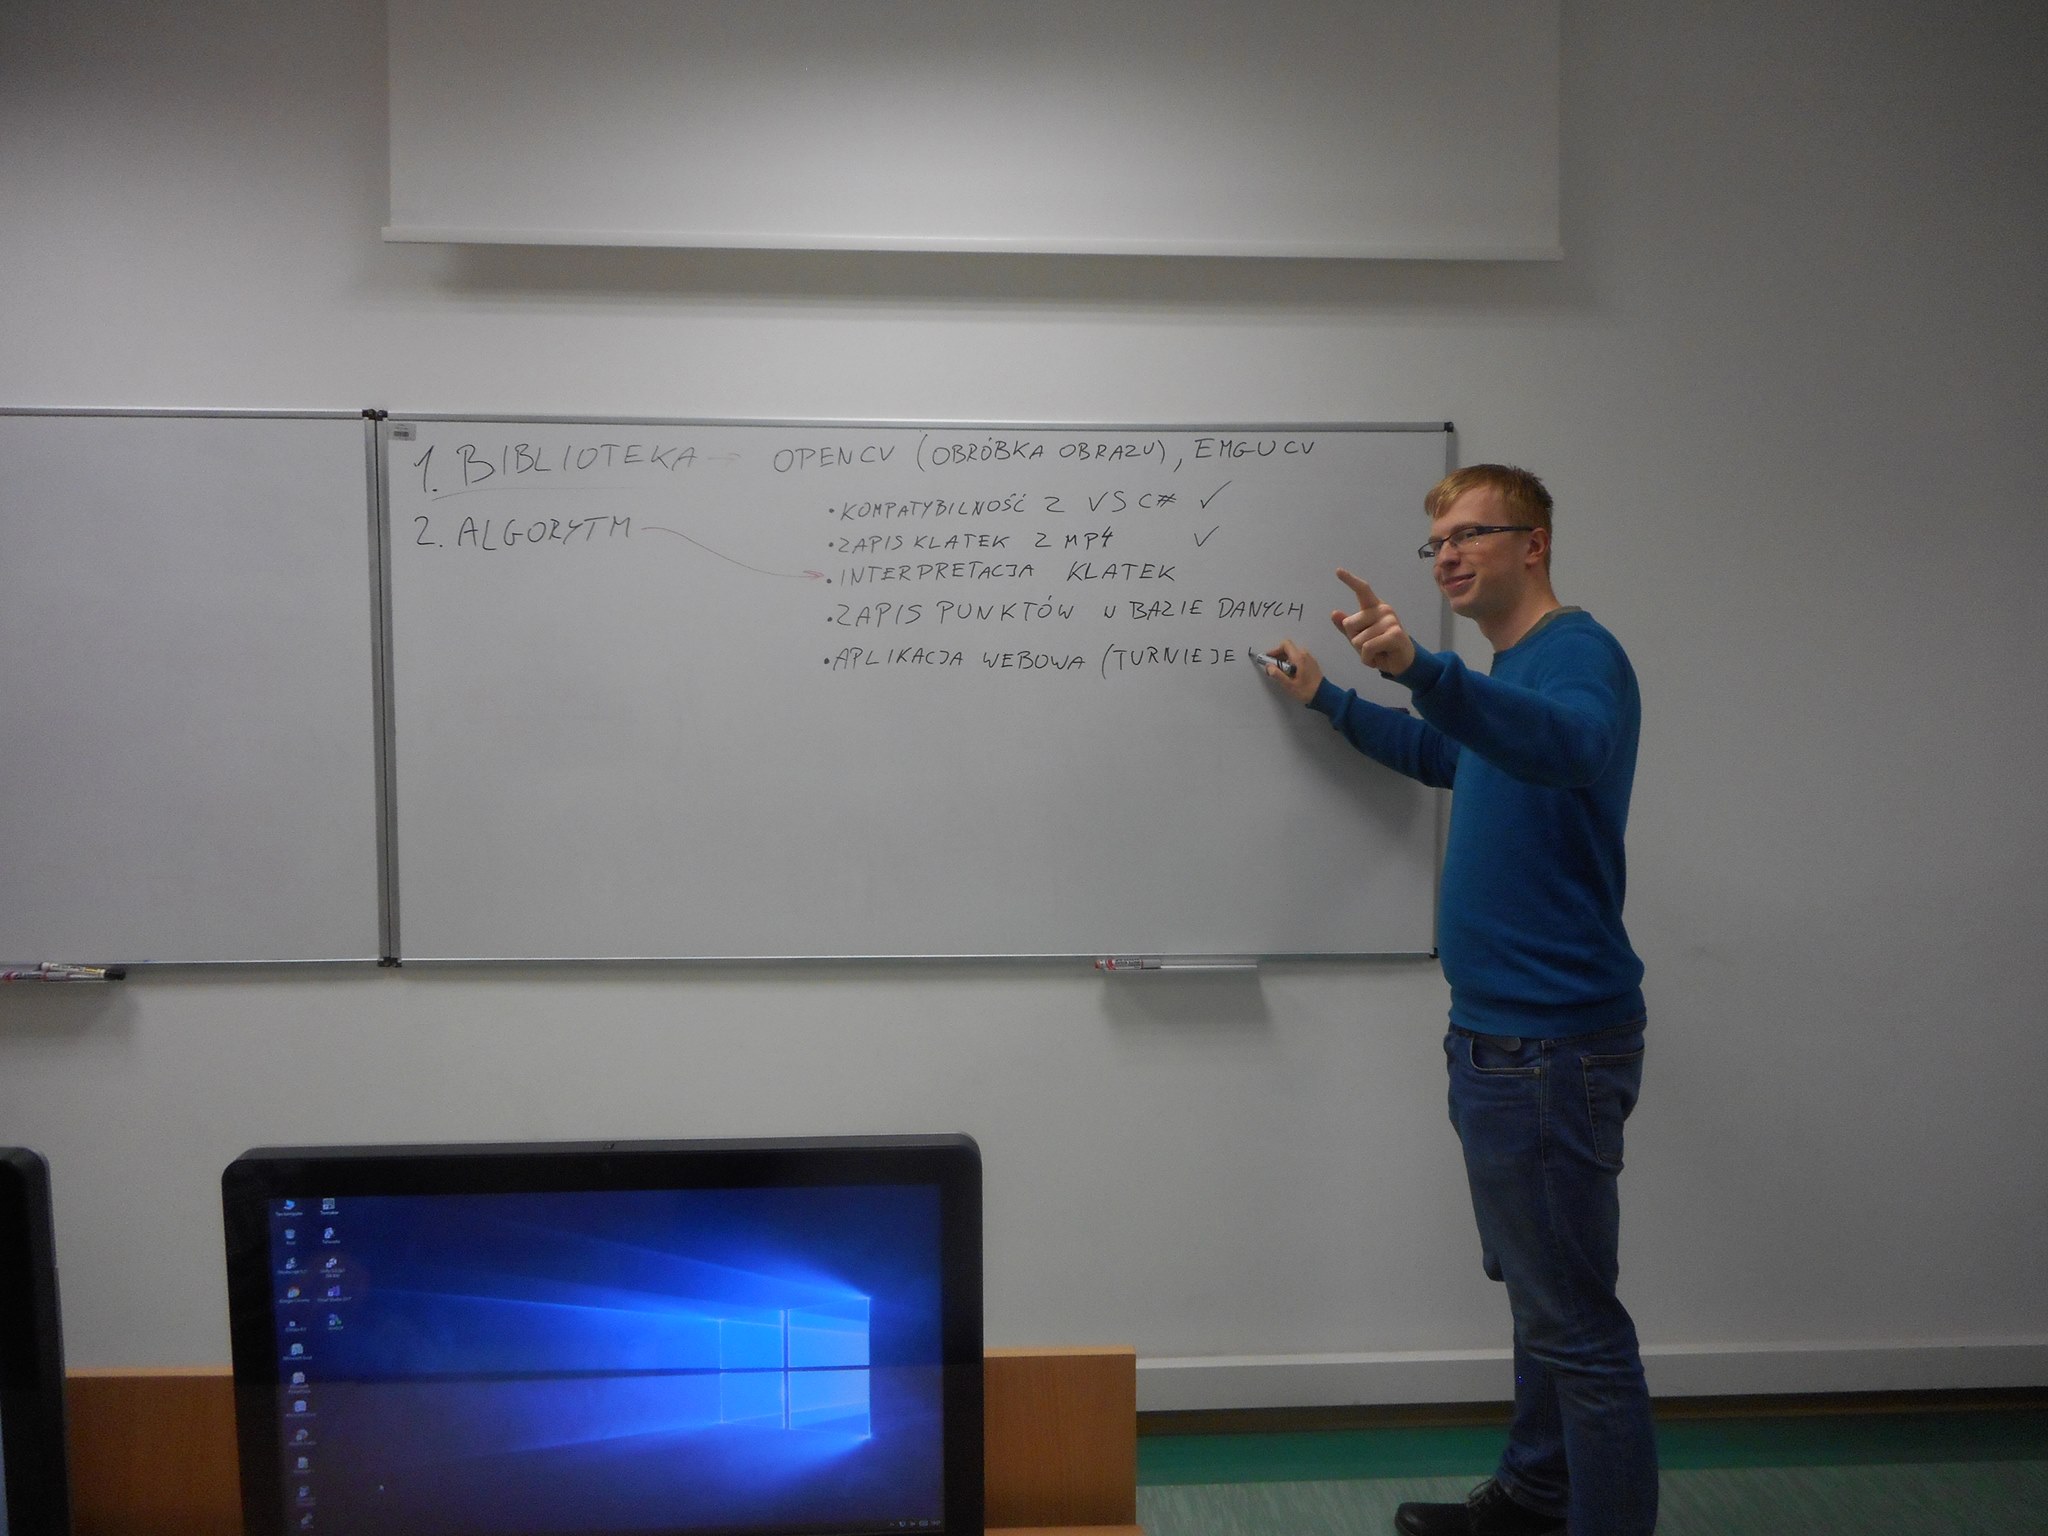 1. BIBLIOTEKA → OPENCV (OBRÓBKA OBRAZU), EMGUCV
• KOMPATYBILNOŚĆ Z VS C# ✓
2. ALGORYTM
• ZAPIS KLATEK Z MP4 ✓
• INTERPRETACJA KLATEK
• ZAPIS PUNKTÓW W BAZIE DANYCH
• APLIKACJA WEBOWA (TURNIEJE